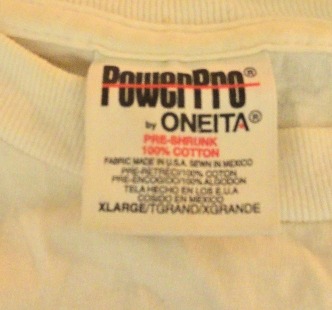 PowerPro®
by ONEITA®
PRE-SHRUNK
100% COTTON
FABRIC MADE IN U.S.A. SEWN IN MEXICO
PRE-RETRECI/100% COTON
PRE-ENCOGIDO/100% ALGODON
TELA HECHO EN LOS E.U.A.
COSIDO EN MEXICO
XLARGE/TGRAND/XGRANDE